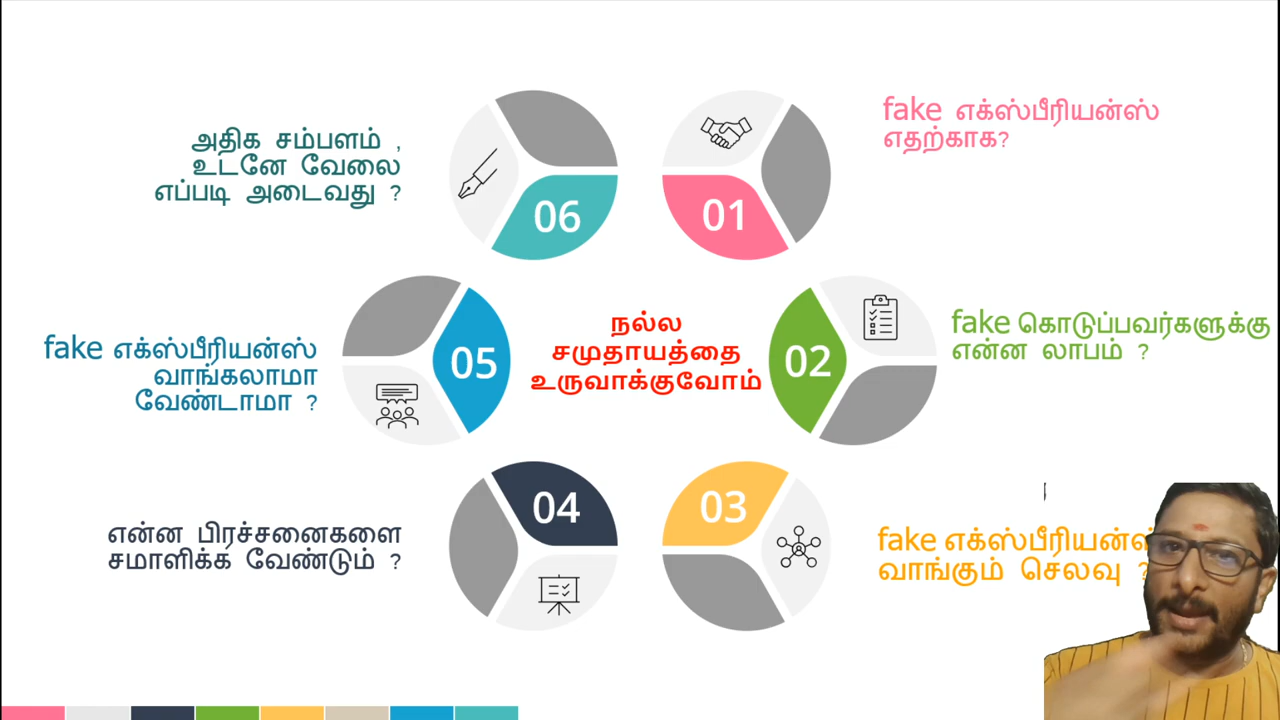 fake எக்ஸ்பீரியன்ஸ்
எதற்காக?
01
02
fake கொடுப்பவர்களுக்கு
என்ன லாபம் ?
03
fake எக்ஸ்பீரியன்ஸ்
வாங்கும் செலவு ?
04
என்ன பிரச்சனைகளை
சமாளிக்க வேண்டும் ?
05
fake எக்ஸ்பீரியன்ஸ்
வாங்கலாமா
வேண்டாமா ?
06
அதிக சம்பளம் ,
உடனே வேலை
எப்படி அடைவது ?
நல்ல
சமுதாயத்தை
உருவாக்குவோம்